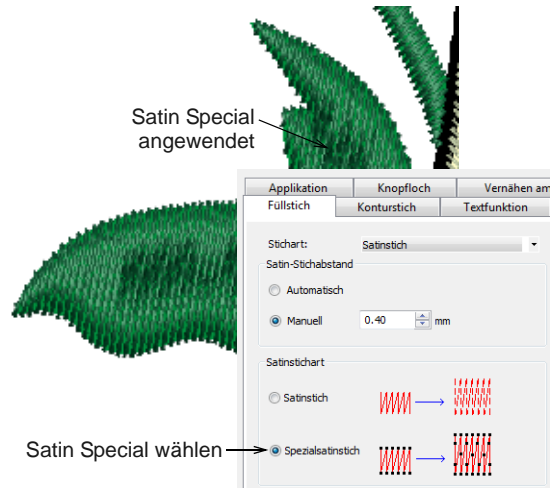 Satin Special
angewendet
Applikation Knopfloch Vernähen am
Füllstich Konturstich Textfunktion
Stichart: Satinstich
Satin-Stichabstand
Automatisch
Manuell 0.40 mm
Satinstichart
Satinstich
Satin Special wählen Spezialsatinstich